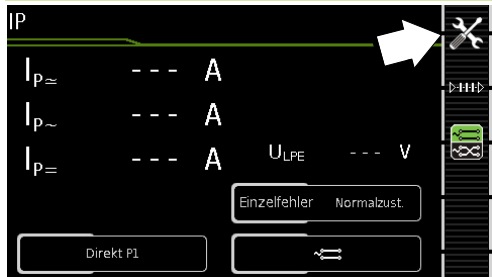 IP
IP≃ --- A
IP~ --- A
IP= --- A
ULPE --- V
Einzelfehler Normalzust.
Direkt P1